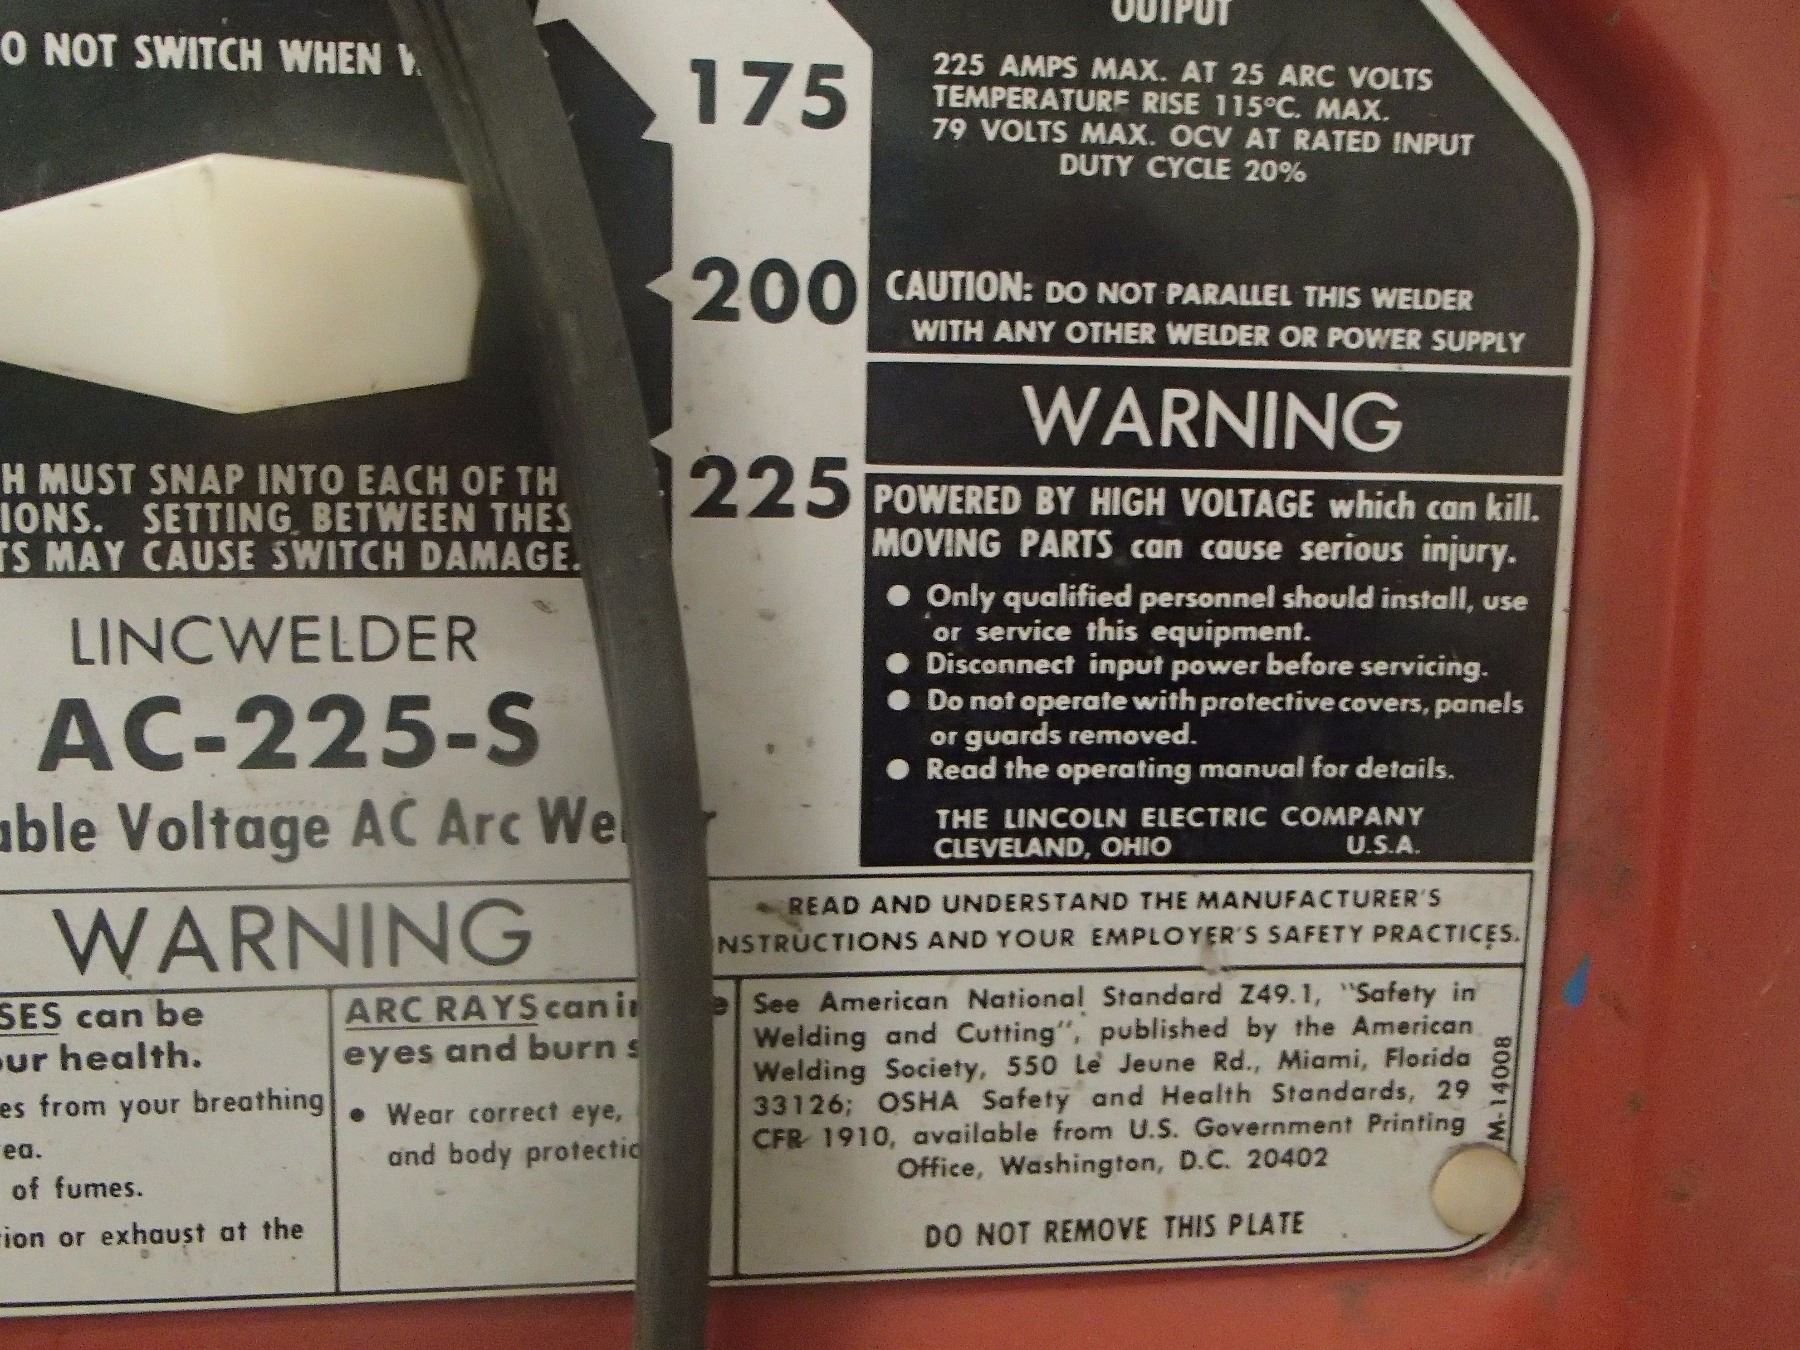 DO NOT SWITCH WHEN
175
200
225
OUTPUT
225 AMPS MAX. AT 25 ARC VOLTS
TEMPERATURE RISE 115°C. MAX.
79 VOLTS MAX. OCV AT RATED INPUT
DUTY CYCLE 20%
CAUTION: DO NOT PARALLEL THIS WELDER
WITH ANY OTHER WELDER OR POWER SUPPLY
WARNING
POWERED BY HIGH VOLTAGE which can kill.
MOVING PARTS can cause serious injury.
● Only qualified personnel should install, use
or service this equipment.
● Disconnect input power before servicing.
● Do not operate with protective covers, panels
or guards removed.
● Read the operating manual for details.
THE LINCOLN ELECTRIC COMPANY
CLEVELAND, OHIO U.S.A.
H MUST SNAP INTO EACH OF TH
IONS. SETTING BETWEEN THES
TS MAY CAUSE SWITCH DAMAGE.
LINCWELDER
AC-225-S
able Voltage AC Arc We r
WARNING
READ AND UNDERSTAND THE MANUFACTURER'S
NSTRUCTIONS AND YOUR EMPLOYER'S SAFETY PRACTICES.
SES can be
our health.
es from your breathing
ea.
of fumes.
tion or exhaust at the
ARC RAYS can in e
eyes and burn s
● Wear correct eye,
and body protectio
See American National Standard Z49.1, "Safety in
Welding and Cutting", published by the American
Welding Society, 550 Le Jeune Rd., Miami, Florida
33126; OSHA Safety and Health Standards, 29
CFR 1910, available from U.S. Government Printing
Office, Washington, D.C. 20402
DO NOT REMOVE THIS PLATE
M-14008